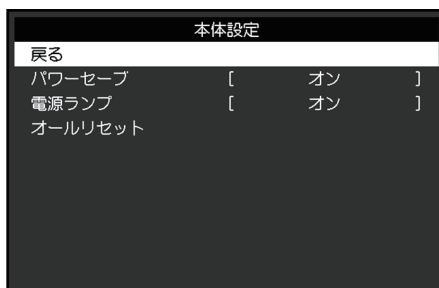 本体設定
戻る
パワーセーブ [ オン ]
電源ランプ [ オン ]
オールリセット